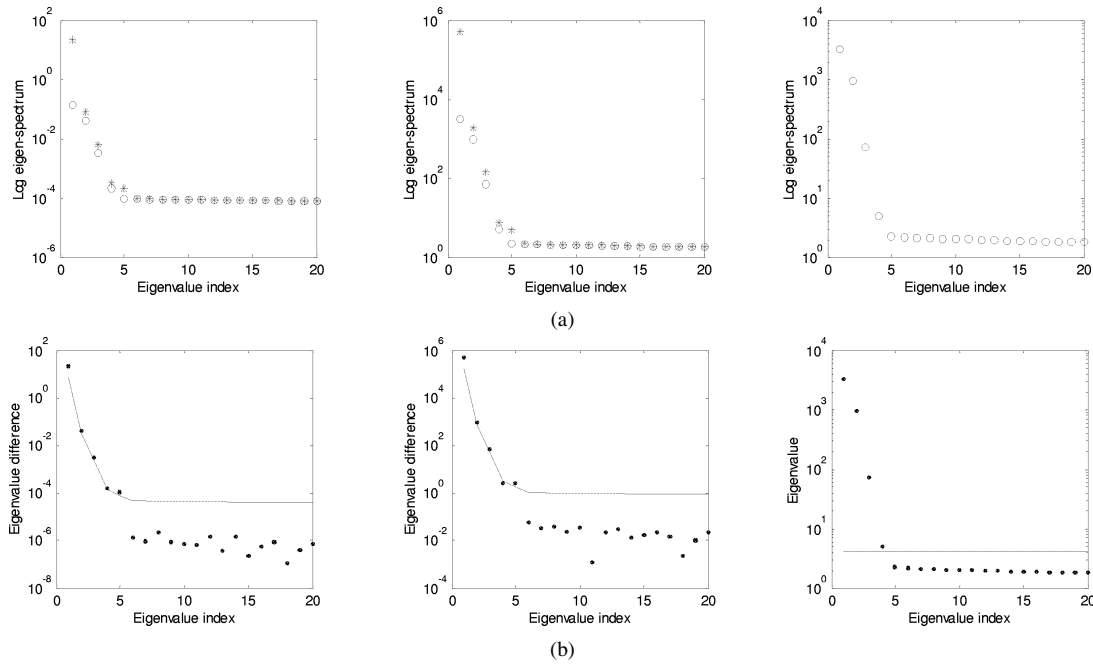 10^2
10^0
10^-2
10^-4
10^-6
Log eigen-spectrum
0 5 10 15 20
Eigenvalue index
10^6
10^4
10^2
10^0
Log eigen-spectrum
0 5 10 15 20
Eigenvalue index
10^4
10^3
10^2
10^1
10^0
Log eigen-spectrum
0 5 10 15 20
Eigenvalue index
(a)
10^2
10^0
10^-2
10^-4
10^-6
10^-8
Eigenvalue difference
0 5 10 15 20
Eigenvalue index
10^6
10^4
10^2
10^0
10^-2
10^-4
Eigenvalue difference
0 5 10 15 20
Eigenvalue index
10^4
10^3
10^2
10^1
10^0
Eigenvalue
0 5 10 15 20
Eigenvalue index
(b)